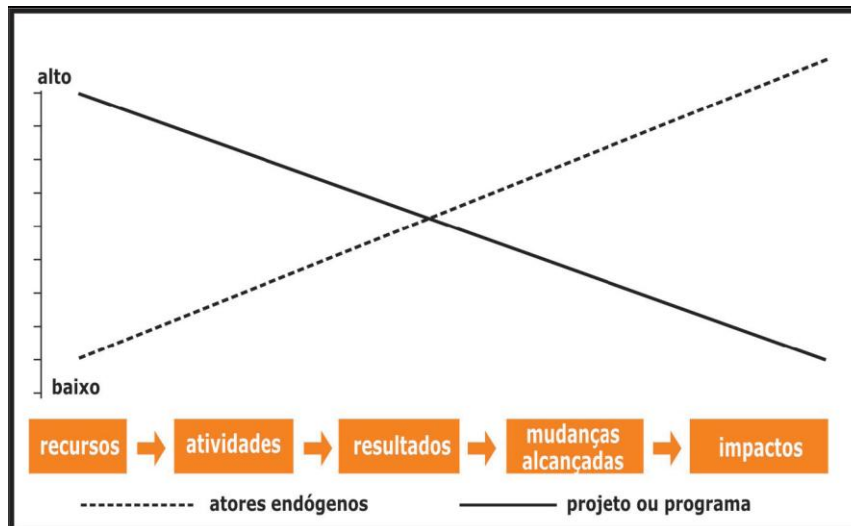 alto
baixo
recursos
atividades
resultados
mudanças
alcançadas
impactos
atores endógenos
projeto ou programa